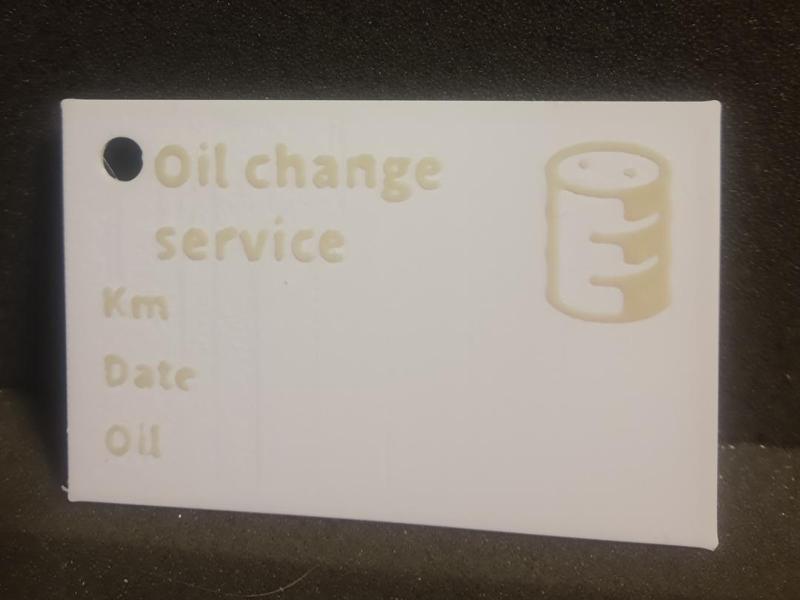 Oil change
service
Km
Date
Oil